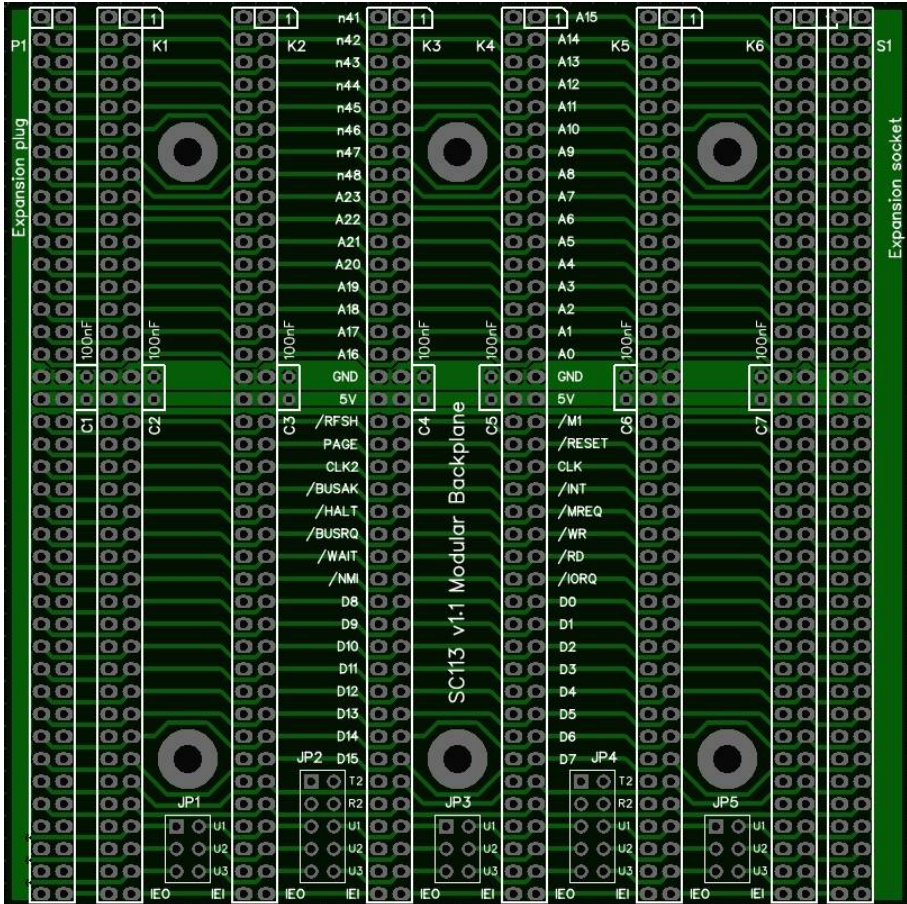 1 1 n41 1 1 A15 1 1
P1 K1 K2 n42 K3 K4 A14 K5 K6 S1
n43 A13
n44 A12
n45 A11
n46 A10
n47 A9
n48 A8
A23 A7
A22 A6
A21 A5
A20 A4
A19 A3
A18 A2
A17 A1
A16 A0
GND GND
5V 5V
/RFSH /M1
PAGE /RESET
CLK2 CLK
/BUSAK /INT
/HALT /MREQ
/BUSRQ /WR
/WAIT /RD
/NMI /IORQ
D8 D0
D9 D1
D10 D2
D11 D3
D12 D4
D13 D5
D14 D6
D15 D7
Expansion plug
Expansion socket
100nF 100nF 100nF 100nF 100nF 100nF 100nF
C1 C2 C3 C4 C5 C6 C7
SC113 v1.1 Modular Backplane
JP2 JP4
T2 T2
JP1 R2 JP3 R2 JP5
U1 U1 U1 U1 U1
U2 U2 U2 U2 U2
U3 U3 U3 U3 U3
IEO IEI IEO IEI IEO IEI IEO IEI IEO IEI